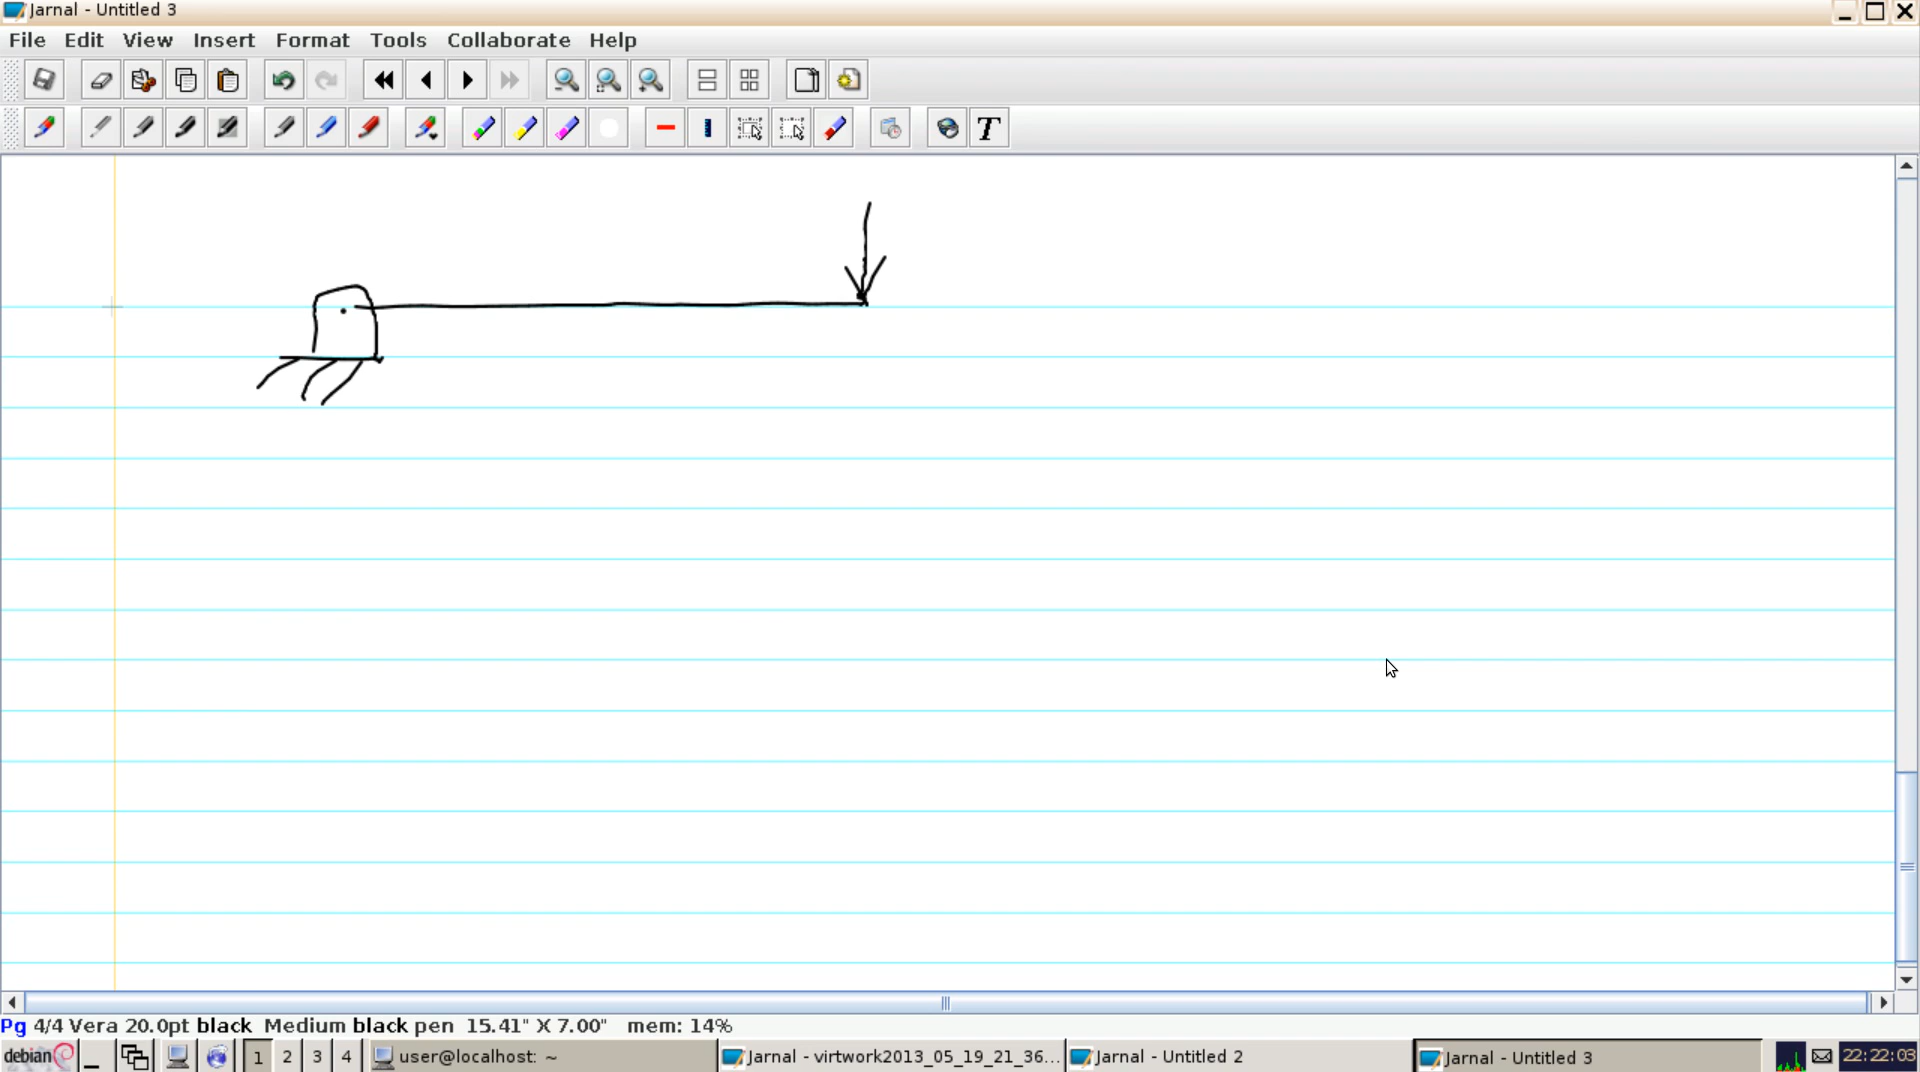 Jarnal - Untitled 3
File Edit View Insert Format Tools Collaborate Help
T
Pg 4/4 Vera 20.0pt black Medium black pen 15.41" X 7.00" mem: 14%
debian 1 2 3 4 user@localhost: ~ Jarnal - virtwork2013_05_19_21_36... Jarnal - Untitled 2 Jarnal - Untitled 3 22:22:03